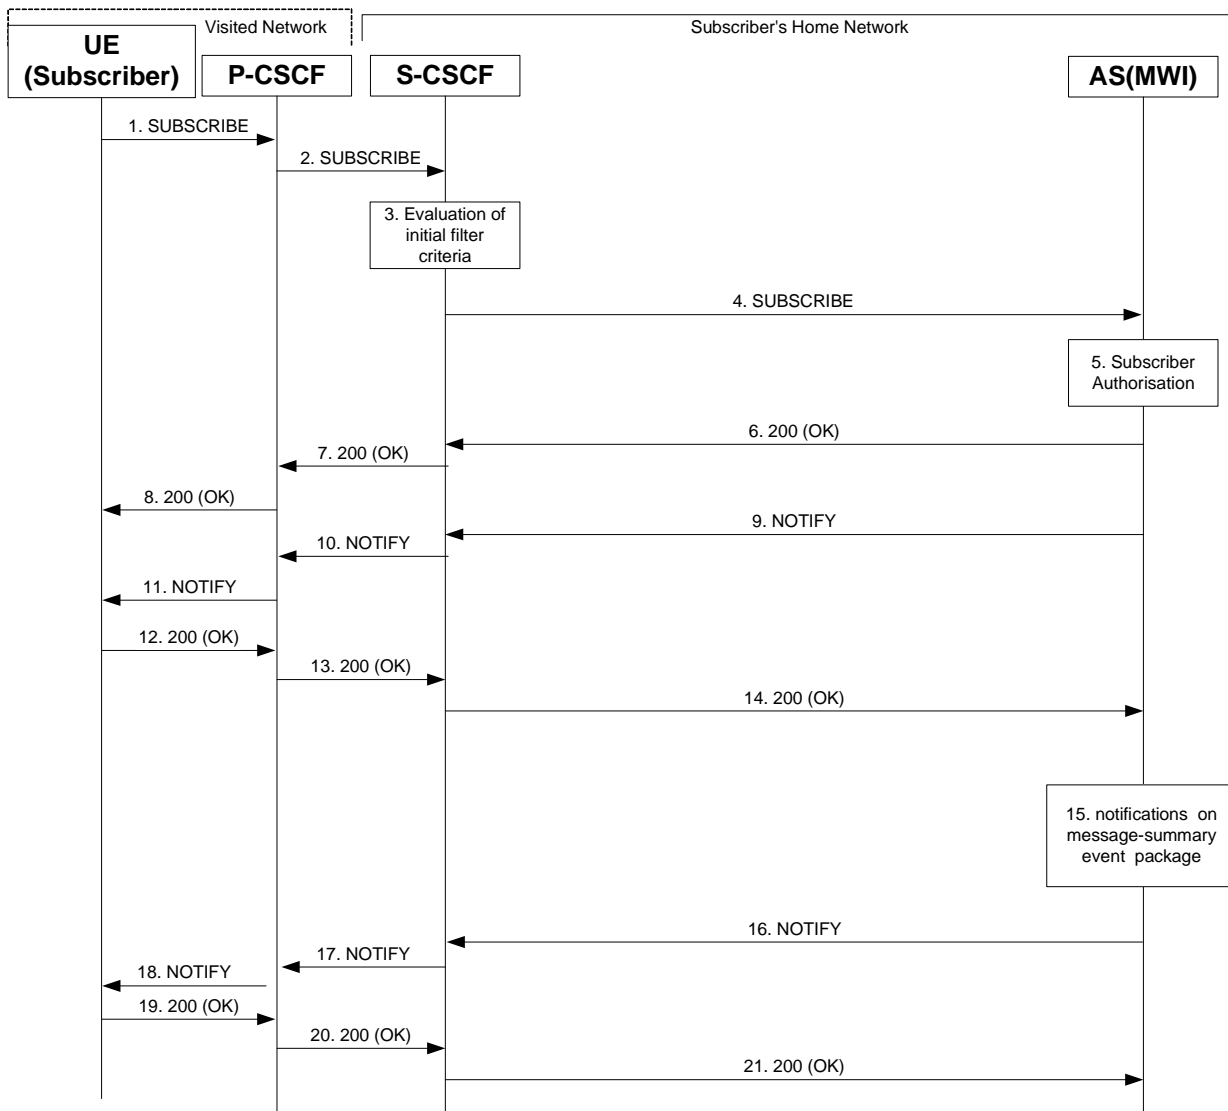 Visited Network
Subscriber's Home Network
UE
(Subscriber)
P-CSCF
S-CSCF
AS(MWI)
1. SUBSCRIBE
2. SUBSCRIBE
3. Evaluation of
initial filter
criteria
4. SUBSCRIBE
5. Subscriber
Authorisation
6. 200 (OK)
7. 200 (OK)
8. 200 (OK)
9. NOTIFY
10. NOTIFY
11. NOTIFY
12. 200 (OK)
13. 200 (OK)
14. 200 (OK)
15. notifications on
message-summary
event package
16. NOTIFY
17. NOTIFY
18. NOTIFY
19. 200 (OK)
20. 200 (OK)
21. 200 (OK)